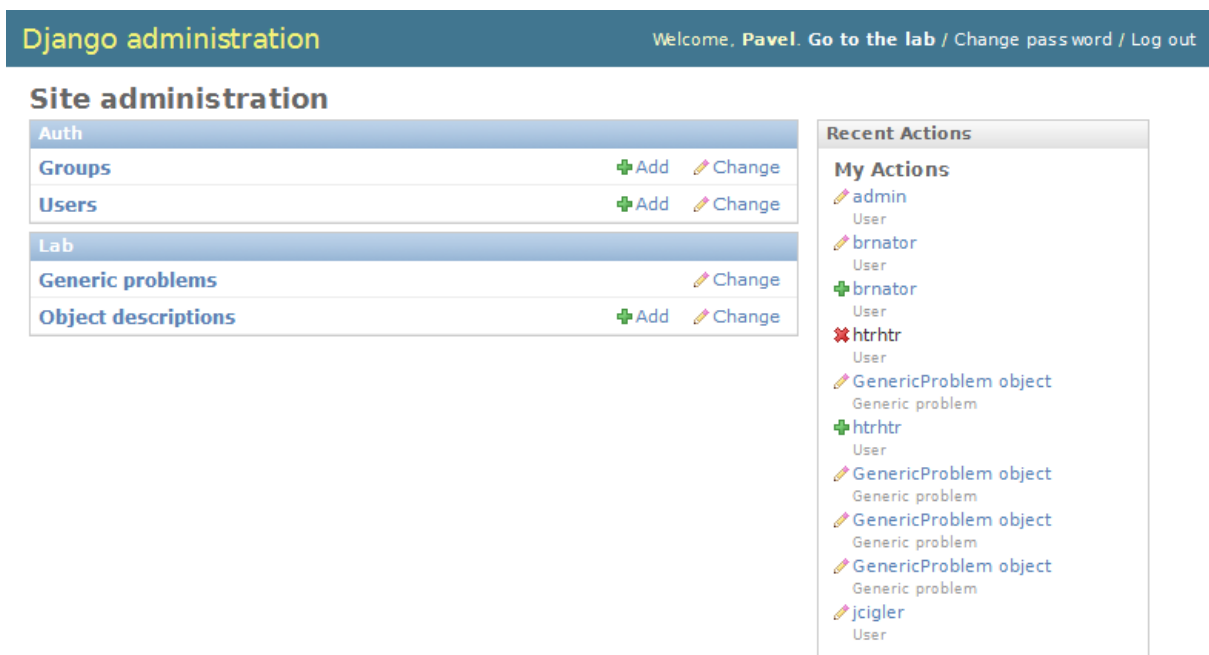 Django administration
Welcome, Pavel. Go to the lab / Change password / Log out
Site administration
Auth
Groups Add Change
Users Add Change
Lab
Generic problems Change
Object descriptions Add Change
Recent Actions
My Actions
admin
User
brnator
User
brnator
User
htrhtr
User
GenericProblem object
Generic problem
htrhtr
User
GenericProblem object
Generic problem
GenericProblem object
Generic problem
GenericProblem object
Generic problem
jcigler
User